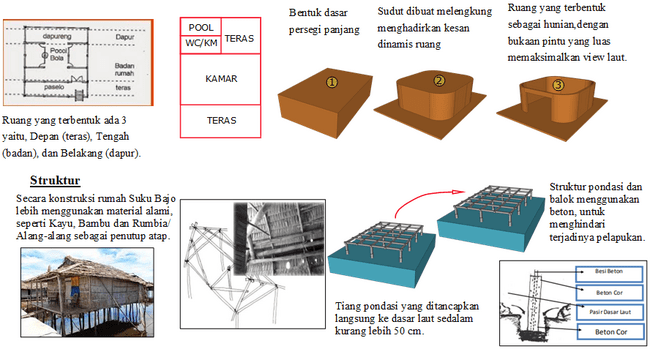 dapureng
Dapur
Pocci
Bola
Badan
rumah
paselo
teras
Ruang yang terbentuk ada 3
yaitu, Depan (teras), Tengah
(badan), dan Belakang (dapur).
POOL
WC/KM
TERAS
KAMAR
TERAS
Bentuk dasar
persegi panjang
1
Sudut dibuat melengkung
menghadirkan kesan
dinamis ruang
2
Ruang yang terbentuk
sebagai hunian,dengan
bukaan pintu yang luas
memaksimalkan view laut.
3
Struktur
Secara konstruksi rumah Suku Bajo
lebih menggunakan material alami,
seperti Kayu, Bambu dan Rumbia/
Alang-alang sebagai penutup atap.
Tiang pondasi yang ditancapkan
langsung ke dasar laut sedalam
kurang lebih 50 cm.
Struktur pondasi dan
balok menggunakan
beton, untuk
menghindari
terjadinya pelapukan.
Besi Beton
Beton Cor
Pasir Dasar Laut
Beton Cor